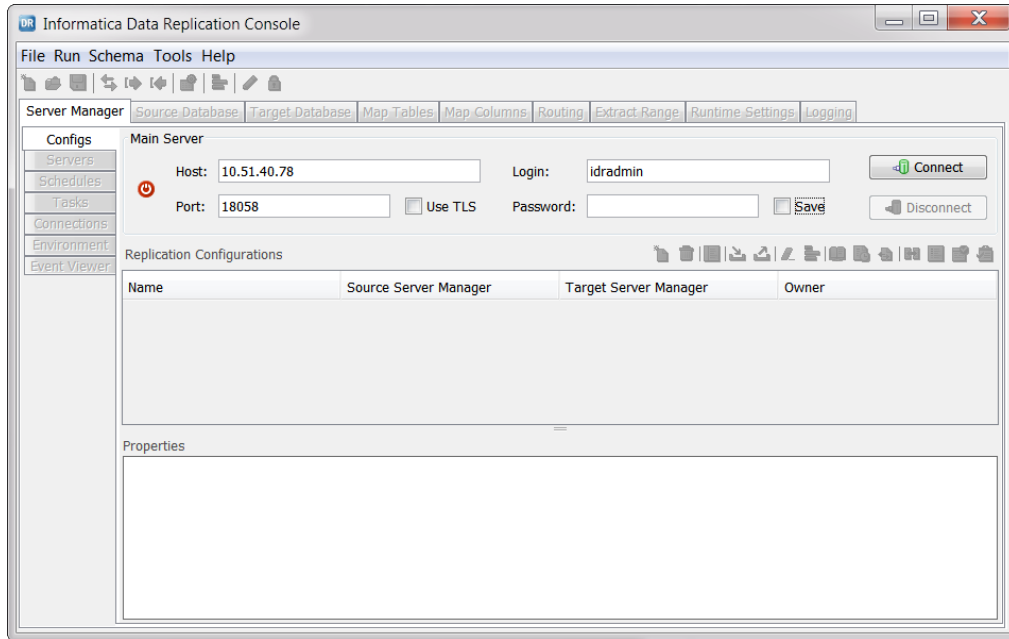 DR Informatica Data Replication Console
File Run Schema Tools Help
Server Manager Source Database Target Database Map Tables Map Columns Routing Extract Range Runtime Settings Logging
Configs
Servers
Schedules
Tasks
Connections
Environment
Event Viewer
Main Server
Host: 10.51.40.78 Login: idradmin Connect
Port: 18058 Use TLS Password: Save Disconnect
Replication Configurations
Name Source Server Manager Target Server Manager Owner
Properties